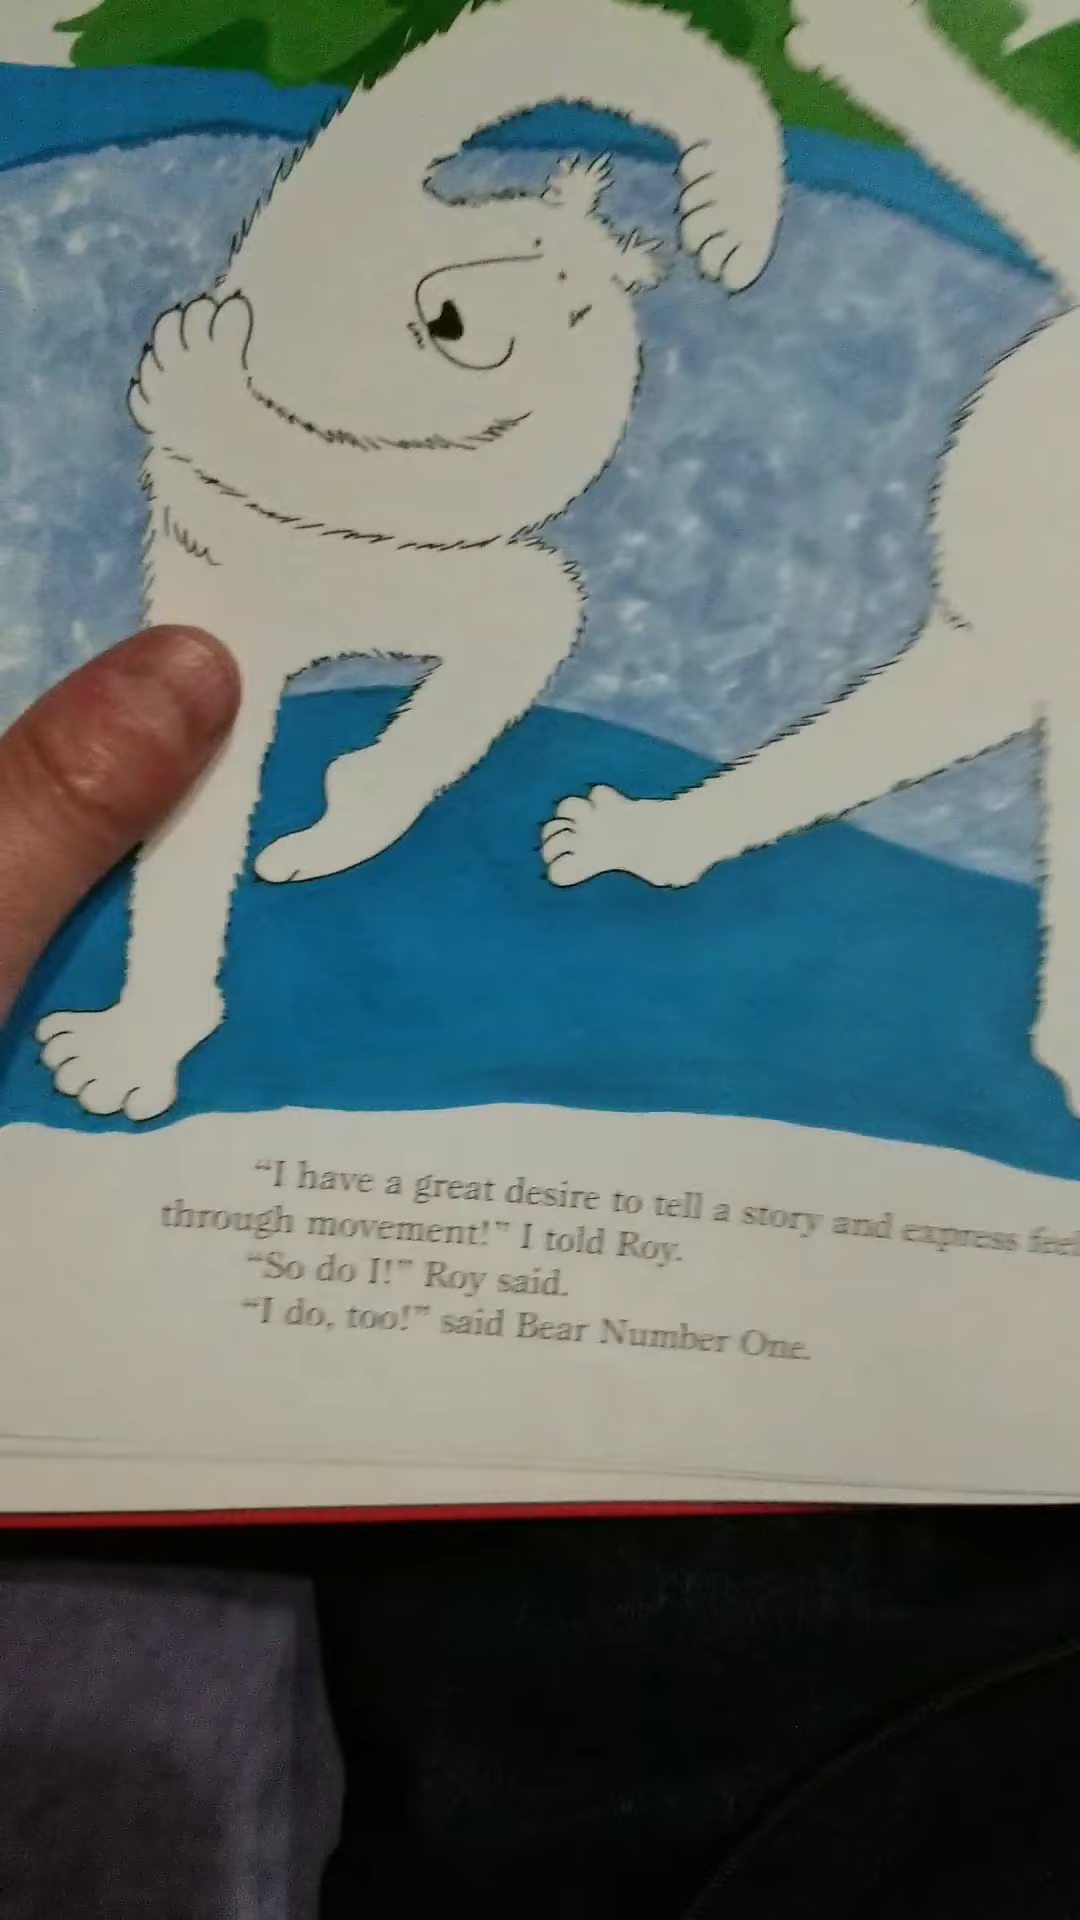 “I have a great desire to tell a story and express
through movement!” I told Roy.
“So do I!” Roy said.
“I do, too!” said Bear Number One.